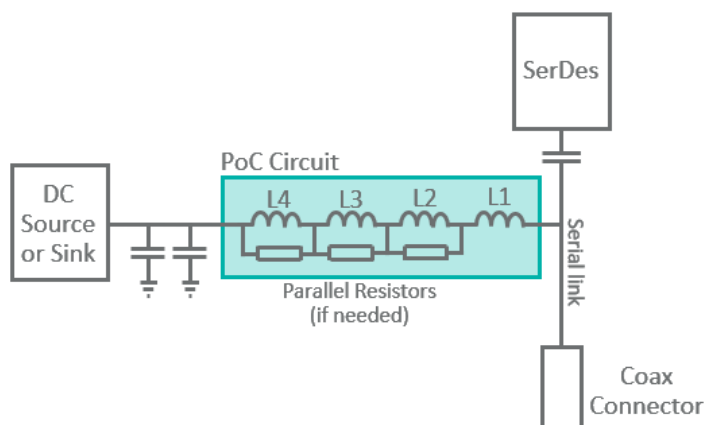 SerDes
PoC Circuit
DC
Source
or Sink
L4
L3
L2
L1
Serial link
Parallel Resistors
(if needed)
Coax
Connector